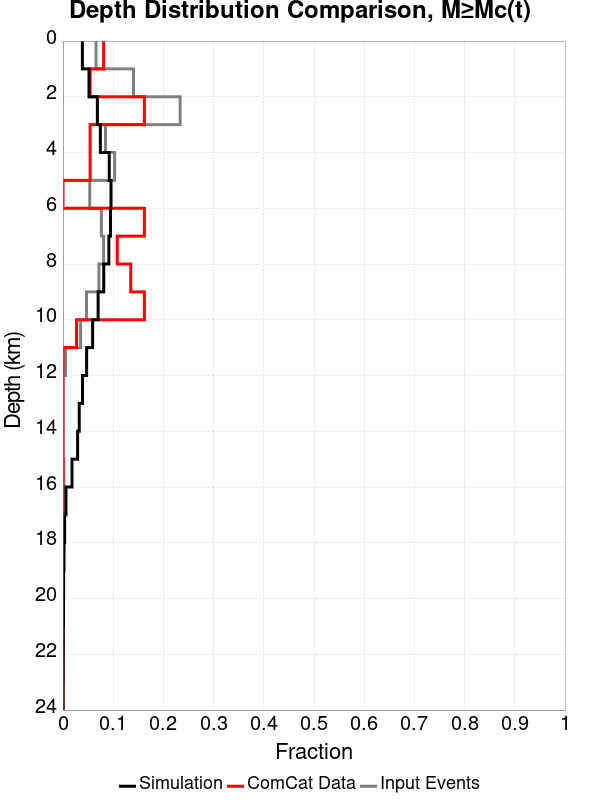 Depth Distribution Comparison, M≥Mc(t)
0
2
4
6
8
10
12
14
16
18
20
22
24
Depth (km)
0 0.1 0.2 0.3 0.4 0.5 0.6 0.7 0.8 0.9 1
Fraction
Simulation ComCat Data Input Events